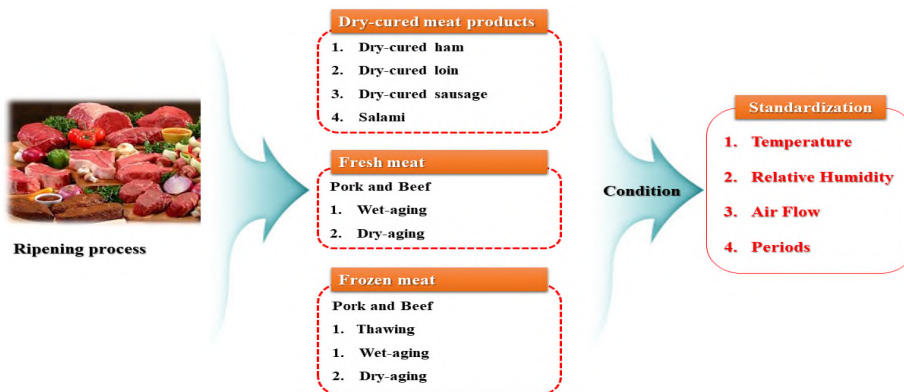 Ripening process
Dry-cured meat products
1. Dry-cured ham
2. Dry-cured loin
3. Dry-cured sausage
4. Salami
Fresh meat
Pork and Beef
1. Wet-aging
2. Dry-aging
Frozen meat
Pork and Beef
1. Thawing
1. Wet-aging
2. Dry-aging
Condition
Standardization
1. Temperature
2. Relative Humidity
3. Air Flow
4. Periods